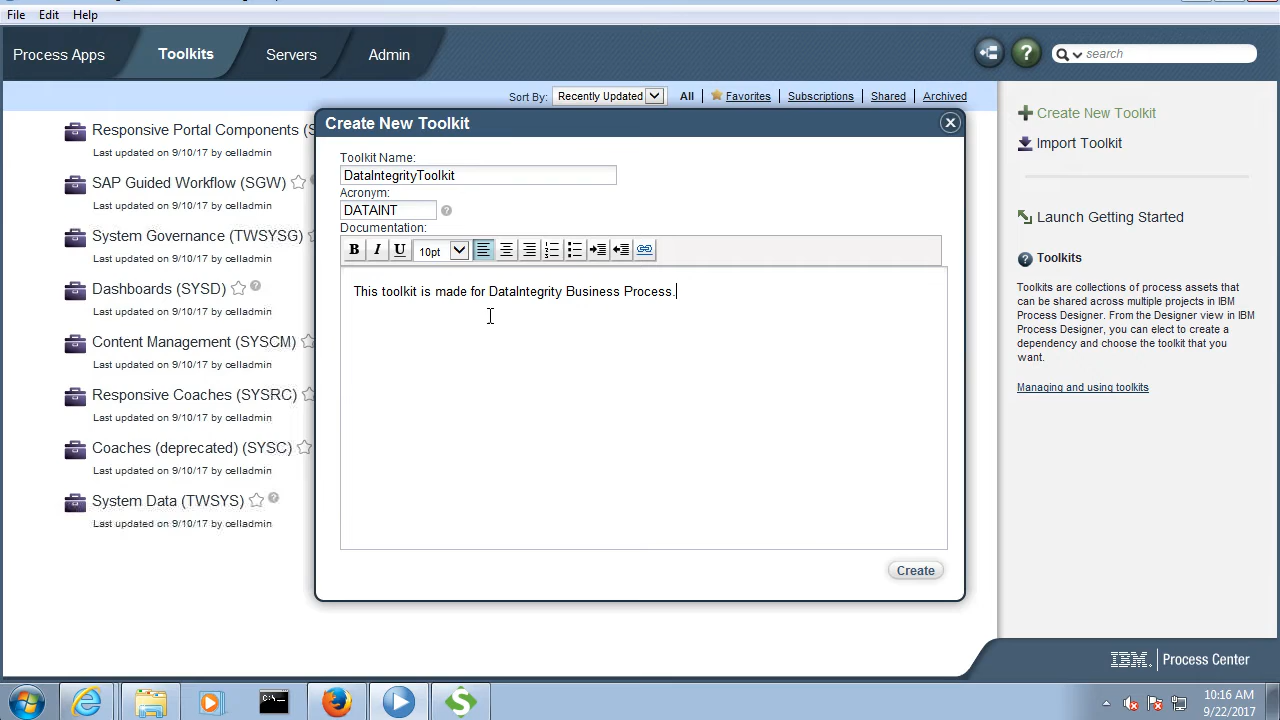 File Edit Help
Process Apps Toolkits Servers Admin ? search
Sort By: Recently Updated All Favorites Subscriptions Shared Archived
Responsive Portal Components (S
Last updated on 9/10/17 by celladmin
SAP Guided Workflow (SGW)
Last updated on 9/10/17 by celladmin
System Governance (TWSYSG)
Last updated on 9/10/17 by celladmin
Dashboards (SYSD) ?
Last updated on 9/10/17 by celladmin
Content Management (SYSCM)
Last updated on 9/10/17 by celladmin
Responsive Coaches (SYSRC)
Last updated on 9/10/17 by celladmin
Coaches (deprecated) (SYSC)
Last updated on 9/10/17 by celladmin
System Data (TWSYS) ?
Last updated on 9/10/17 by celladmin
Create New Toolkit
Toolkit Name:
DataIntegrityToolkit
Acronym:
DATAINT ?
Documentation:
B I U 10pt
This toolkit is made for DataIntegrity Business Process.
Create
Create New Toolkit
Import Toolkit
Launch Getting Started
? Toolkits
Toolkits are collections of process assets that
can be shared across multiple projects in IBM
Process Designer. From the Designer view in IBM
Process Designer, you can elect to create a
dependency and choose the toolkit that you
want.
Managing and using toolkits
IBM. Process Center
10:16 AM
9/22/2017